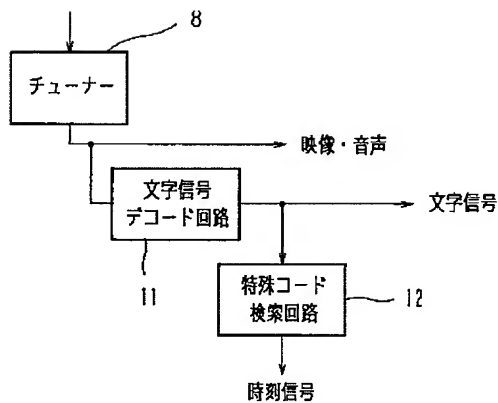 8
チューナー
映像・音声
文字信号
デコード回路
文字信号
11
特殊コード
検索回路
12
時刻信号